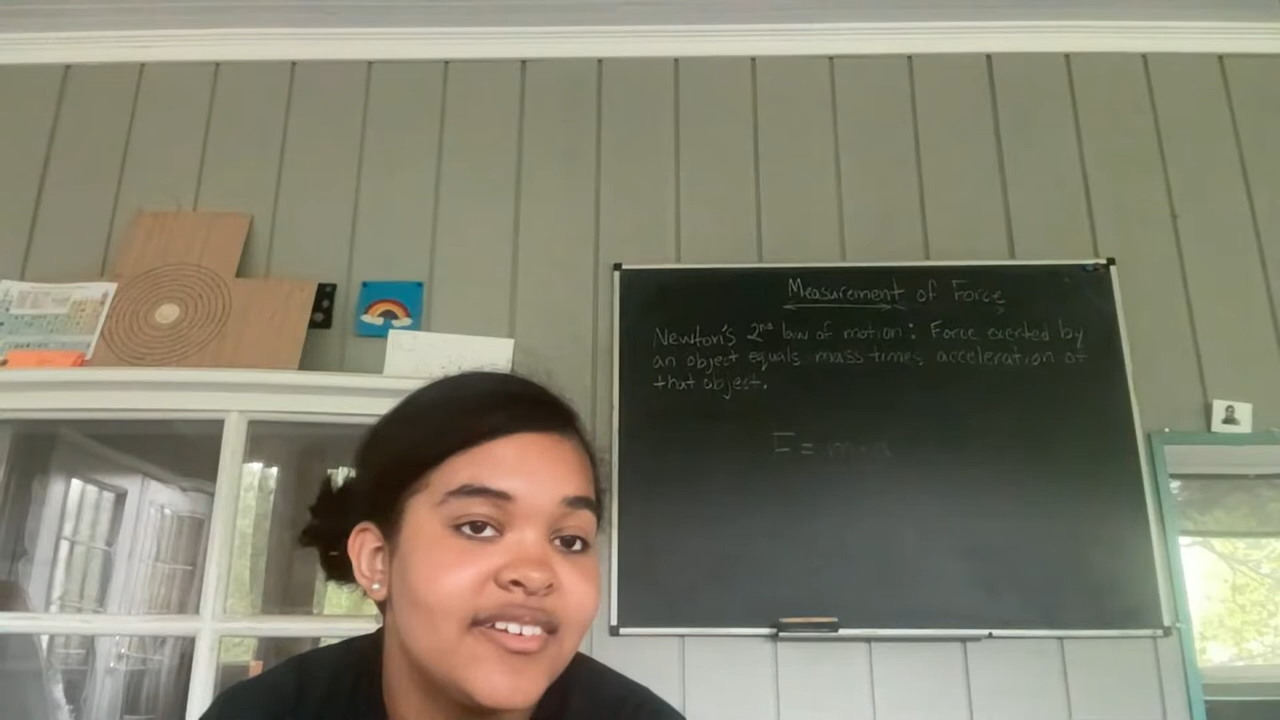 Measurement of Force
Newton's 2nd law of motion: Force exerted by
an object equals mass times acceleration of
that object.
F = m·a